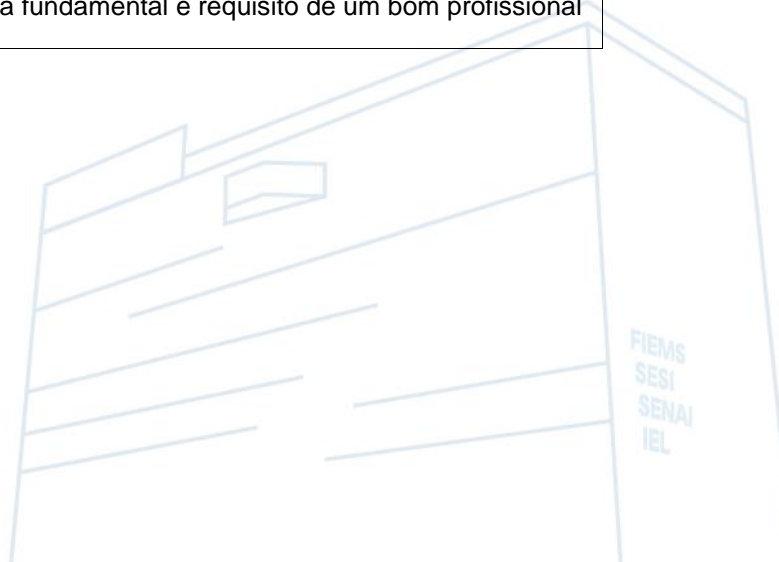 a fundamental e requisito de um bom profissional
FIEMS
SESI
SENAI
IEL